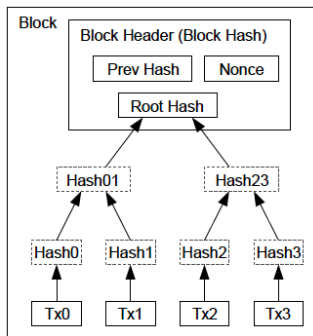 Block
Block Header (Block Hash)
Prev Hash
Nonce
Root Hash
Hash01
Hash23
Hash0
Hash1
Hash2
Hash3
Tx0
Tx1
Tx2
Tx3